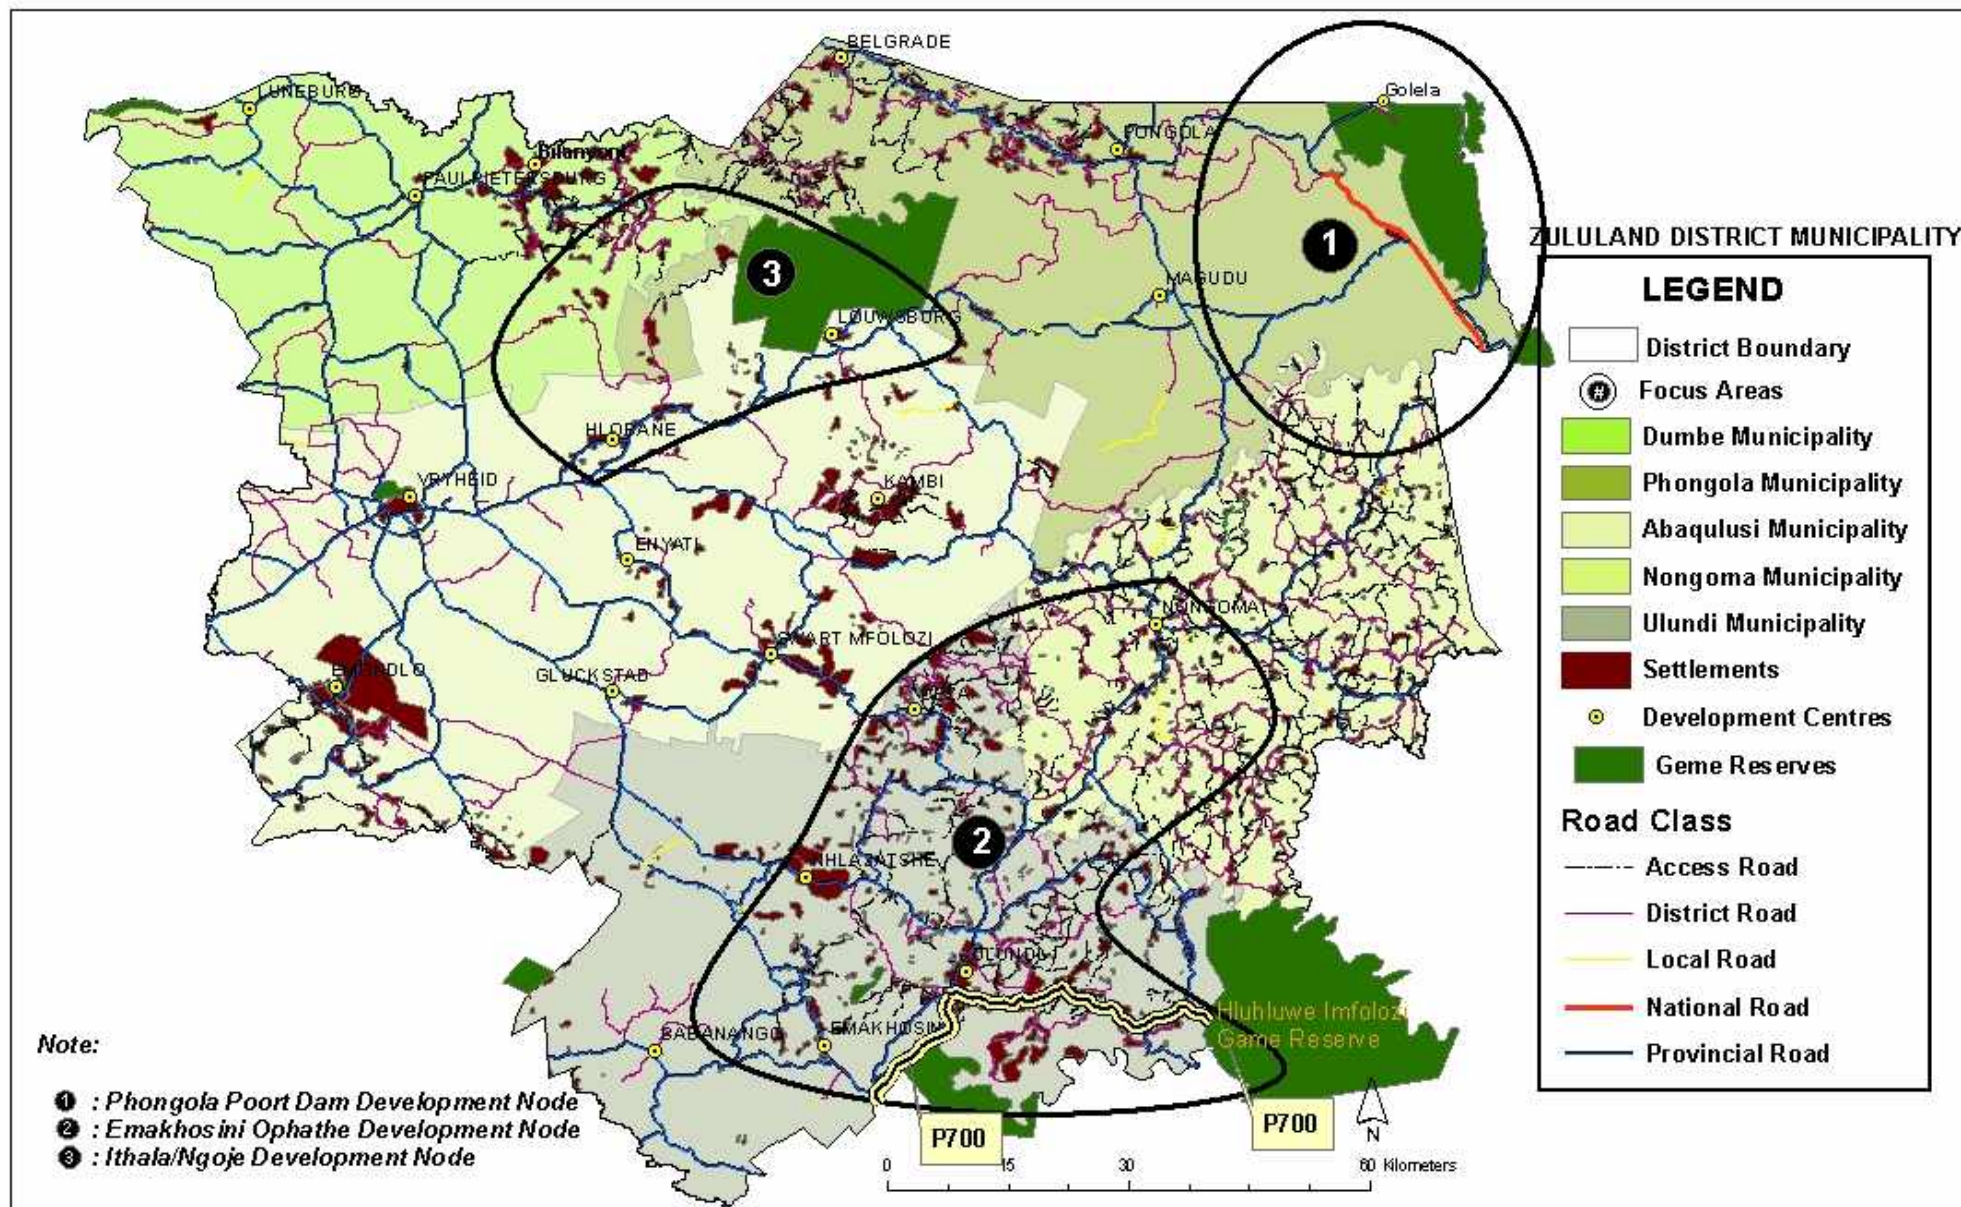 BELGRADE
Golela
LUNEBURG
PONGOLA
PAULPIETERSBURG
1
ZULULAND DISTRICT MUNICIPALITY
3
MAGUDU
LOUWSBURG
HLOBANE
VRYHEID
KAMBI
ENYATI
NONGOMA
SWART MFOLOZI
GLUCKSTAD
2
NHLAZATSHE
ULUNDI
Hluhluwe Imfolozi
Game Reserve
BABANANGO
EMAKHOSINI
P700
P700
N
0 15 30 60 Kilometers
LEGEND
District Boundary
# Focus Areas
Dumbe Municipality
Phongola Municipality
Abaqulusi Municipality
Nongoma Municipality
Ulundi Municipality
Settlements
Development Centres
Geme Reserves
Road Class
Access Road
District Road
Local Road
National Road
Provincial Road
Note:
1 : Phongola Poort Dam Development Node
2 : Emakhosini Ophathe Development Node
3 : Ithala/Ngoje Development Node